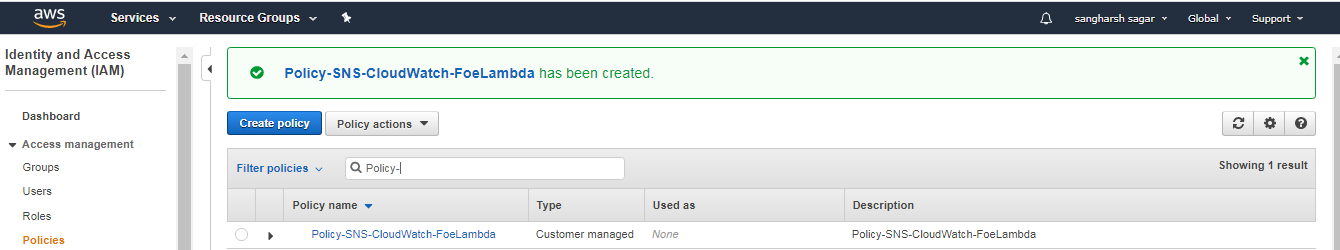 aws Services Resource Groups sangharsh sagar Global Support
Identity and Access
Management (IAM)
Dashboard
Access management
Groups
Users
Roles
Policies
Policy-SNS-CloudWatch-FoeLambda has been created.
Create policy Policy actions
Filter policies Policy- Showing 1 result
Policy name Type Used as Description
Policy-SNS-CloudWatch-FoeLambda Customer managed None Policy-SNS-CloudWatch-FoeLambda